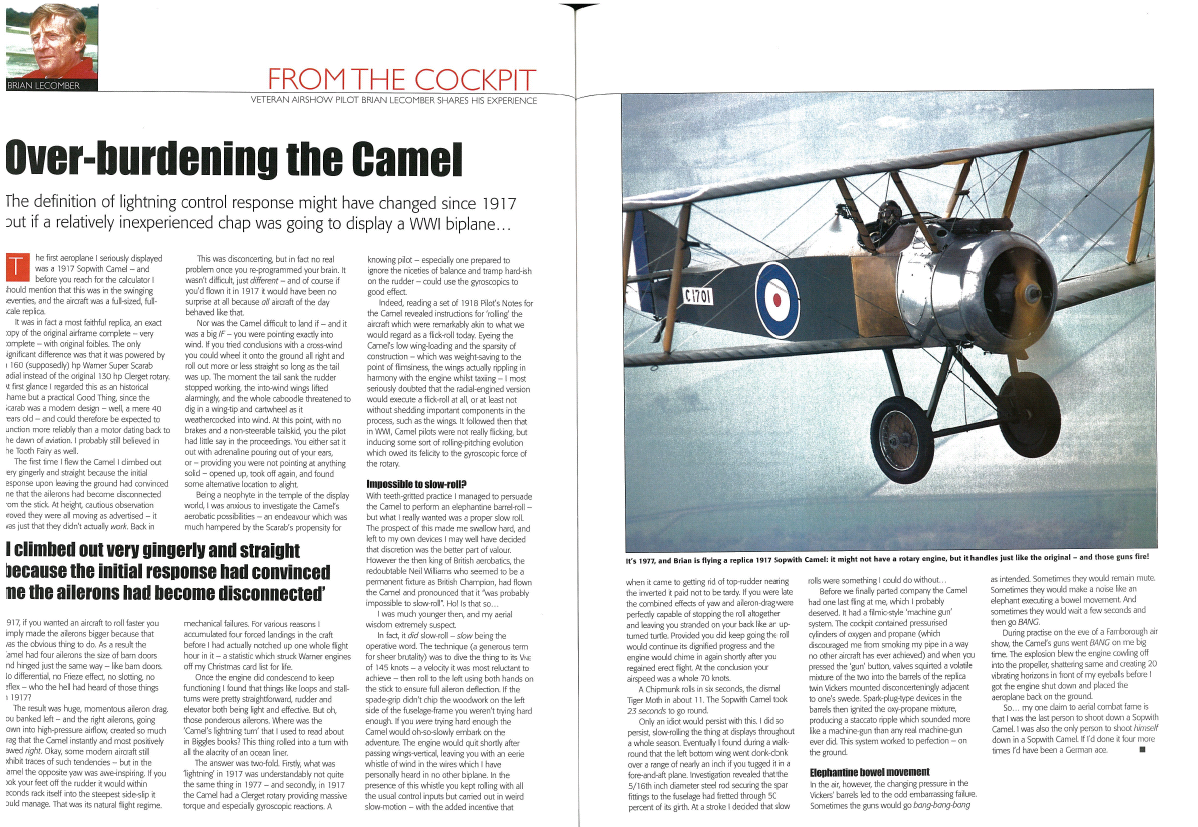 BRIAN LECOMBER
FROM THE COCKPIT
VETERAN AIRSHOW PILOT BRIAN LECOMBER SHARES HIS EXPERIENCE
Over-burdening the Camel
The definition of lightning control response might have changed since 1917
out if a relatively inexperienced chap was going to display a WWI biplane...
The first aeroplane I seriously displayed
was a 1917 Sopwith Camel – and
before you reach for the calculator I
should mention that this was in the swinging
seventies, and the aircraft was a full-sized, full-
scale replica.
It was in fact a most faithful replica, an exact
copy of the original airframe complete – very
omplete – with original foibles. The only
ignificant difference was that it was powered by
160 (supposedly) hp Warner Super Scarab
adial instead of the original 130 hp Clerget rotary.
At first glance I regarded this as an historical
hame but a practical Good Thing, since the
Scarab was a modern design – well, a mere 40
ears old – and could therefore be expected to
unction more reliably than a motor dating back to
he dawn of aviation. I probably still believed in
he Tooth Fairy as well.
The first time I flew the Camel I climbed out
ery gingerly and straight because the initial
esponse upon leaving the ground had convinced
me that the ailerons had become disconnected
rom the stick. At height, cautious observation
roved they were all moving as advertised – it
vas just that they didn't actually work. Back in
I climbed out very gingerly and straight
because the initial response had convinced
me the ailerons had become disconnected'
917, if you wanted an aircraft to roll faster you
imply made the ailerons bigger because that
vas the obvious thing to do. As a result the
Camel had four ailerons the size of barn doors
nd hinged just the same way – like barn doors.
lo differential, no Frieze effect, no slotting, no
eflex – who the hell had heard of those things
1917?
The result was huge, momentous aileron drag.
ou banked left – and the right ailerons, going
own into high-pressure airflow, created so much
rag that the Camel instantly and most positively
awed right. Okay, some modern aircraft still
xhibit traces of such tendencies – but in the
amel the opposite yaw was awe-inspiring. If you
ook your feet off the rudder it would within
econds rack itself into the steepest side-slip it
ould manage. That was its natural flight regime.
This was disconcerting, but in fact no real
problem once you re-programmed your brain. It
wasn't difficult, just different – and of course if
you'd flown it in 1917 it would have been no
surprise at all because all aircraft of the day
behaved like that.
Nor was the Camel difficult to land if – and it
was a big IF – you were pointing exactly into
wind. If you tried conclusions with a cross-wind
you could wheel it onto the ground all right and
roll out more or less straight so long as the tail
was up. The moment the tail sank the rudder
stopped working, the into-wind wings lifted
alarmingly, and the whole caboodle threatened to
dig in a wing-tip and cartwheel as it
weathercocked into wind. At this point, with no
brakes and a non-steerable tailskid, you the pilot
had little say in the proceedings. You either sat it
out with adrenaline pouring out of your ears,
or – providing you were not pointing at anything
solid – opened up, took off again, and found
some alternative location to alight.
Being a neophyte in the temple of the display
world, I was anxious to investigate the Camel's
aerobatic possibilities – an endeavour which was
much hampered by the Scarab's propensity for
mechanical failures. For various reasons I
accumulated four forced landings in the craft
before I had actually notched up one whole flight
hour in it – a statistic which struck Warner engines
off my Christmas card list for life.
Once the engine did condescend to keep
functioning I found that things like loops and stall-
turns were pretty straightforward, rudder and
elevator both being light and effective. But oh,
those ponderous ailerons. Where was the
'Camel's lightning turn' that I used to read about
in Biggles books? This thing rolled into a turn with
all the alacrity of an ocean liner.
The answer was two-fold. Firstly, what was
'lightning' in 1917 was understandably not quite
the same thing in 1977 – and secondly, in 1917
the Camel had a Clerget rotary providing massive
torque and especially gyroscopic reactions. A
knowing pilot – especially one prepared to
ignore the niceties of balance and tramp hard-ish
on the rudder – could use the gyroscopics to
good effect.
Indeed, reading a set of 1918 Pilot's Notes for
the Camel revealed instructions for 'rolling' the
aircraft which were remarkably akin to what we
would regard as a flick-roll today. Eyeing the
Camel's low wing-loading and the sparsity of
construction – which was weight-saving to the
point of flimsiness, the wings actually rippling in
harmony with the engine whilst taxiing – I most
seriously doubted that the radial-engined version
would execute a flick-roll at all, or at least not
without shedding important components in the
process, such as the wings. It followed then that
in WWI, Camel pilots were not really flicking, but
inducing some sort of rolling-pitching evolution
which owed its felicity to the gyroscopic force of
the rotary.
Impossible to slow-roll?
With teeth-gritted practice I managed to persuade
the Camel to perform an elephantine barrel-roll –
but what I really wanted was a proper slow roll.
The prospect of this made me swallow hard, and
left to my own devices I may well have decided
that discretion was the better part of valour.
However the then king of British aerobatics, the
redoubtable Neil Williams who seemed to be a
permanent fixture as British Champion, had flown
the Camel and pronounced that it "was probably
impossible to slow-roll". Ho! Is that so...
I was much younger then, and my aerial
wisdom extremely suspect.
In fact, it did slow-roll – slow being the
operative word. The technique (a generous term
for sheer brutality) was to dive the thing to its VNE
of 145 knots – a velocity it was most reluctant to
achieve – then roll to the left using both hands on
the stick to ensure full aileron deflection. If the
spade-grip didn't chip the woodwork on the left
side of the fuselage-frame you weren't trying hard
enough. If you were trying hard enough the
Camel would oh-so-slowly embark on the
adventure. The engine would quit shortly after
passing wings-vertical, leaving you with an eerie
whistle of wind in the wires which I have
personally heard in no other biplane. In the
presence of this whistle you kept rolling with all
the usual control inputs but carried out in weird
slow-motion – with the added incentive that
C1701
It's 1977, and Brian is flying a replica 1917 Sopwith Camel: it might not have a rotary engine, but it handles just like the original – and those guns fire!
when it came to getting rid of top-rudder nearing
the inverted it paid not to be tardy. If you were late
the combined effects of yaw and aileron-drag were
perfectly capable of stopping the roll altogether
and leaving you stranded on your back like an up-
turned turtle. Provided you did keep going the roll
would continue its dignified progress and the
engine would chime in again shortly after you
regained erect flight. At the conclusion your
airspeed was a whole 70 knots.
A Chipmunk rolls in six seconds, the dismal
Tiger Moth in about 11. The Sopwith Camel took
23 seconds to go round.
Only an idiot would persist with this. I did so
persist, slow-rolling the thing at displays throughout
a whole season. Eventually I found during a walk-
round that the left bottom wing went clonk-clonk
over a range of nearly an inch if you tugged it in a
fore-and-aft plane. Investigation revealed that the
5/16th inch diameter steel rod securing the spar
fittings to the fuselage had fretted through 50
percent of its girth. At a stroke I decided that slow
rolls were something I could do without...
Before we finally parted company the Camel
had one last fling at me, which I probably
deserved. It had a filmic-style 'machine gun'
system. The cockpit contained pressurised
cylinders of oxygen and propane (which
discouraged me from smoking my pipe in a way
no other aircraft has ever achieved) and when you
pressed the 'gun' button, valves squirted a volatile
mixture of the two into the barrels of the replica
twin Vickers mounted disconcertingly adjacent
to one's swede. Spark-plug-type devices in the
barrels then ignited the oxy-propane mixture,
producing a staccato ripple which sounded more
like a machine-gun than any real machine-gun
ever did. This system worked to perfection – on
the ground.
Elephantine bowel movement
In the air, however, the changing pressure in the
Vickers' barrels led to the odd embarrassing failure.
Sometimes the guns would go bang-bang-bang
as intended. Sometimes they would remain mute.
Sometimes they would make a noise like an
elephant executing a bowel movement. And
sometimes they would wait a few seconds and
then go BANG.
During practise on the eve of a Farnborough air
show, the Camel's guns went BANG on me big
time. The explosion blew the engine cowling off
into the propeller, shattering same and creating 20
vibrating horizons in front of my eyeballs before I
got the engine shut down and placed the
aeroplane back on the ground.
So... my one claim to aerial combat fame is
that I was the last person to shoot down a Sopwith
Camel. I was also the only person to shoot himself
down in a Sopwith Camel. If I'd done it four more
times I'd have been a German ace.